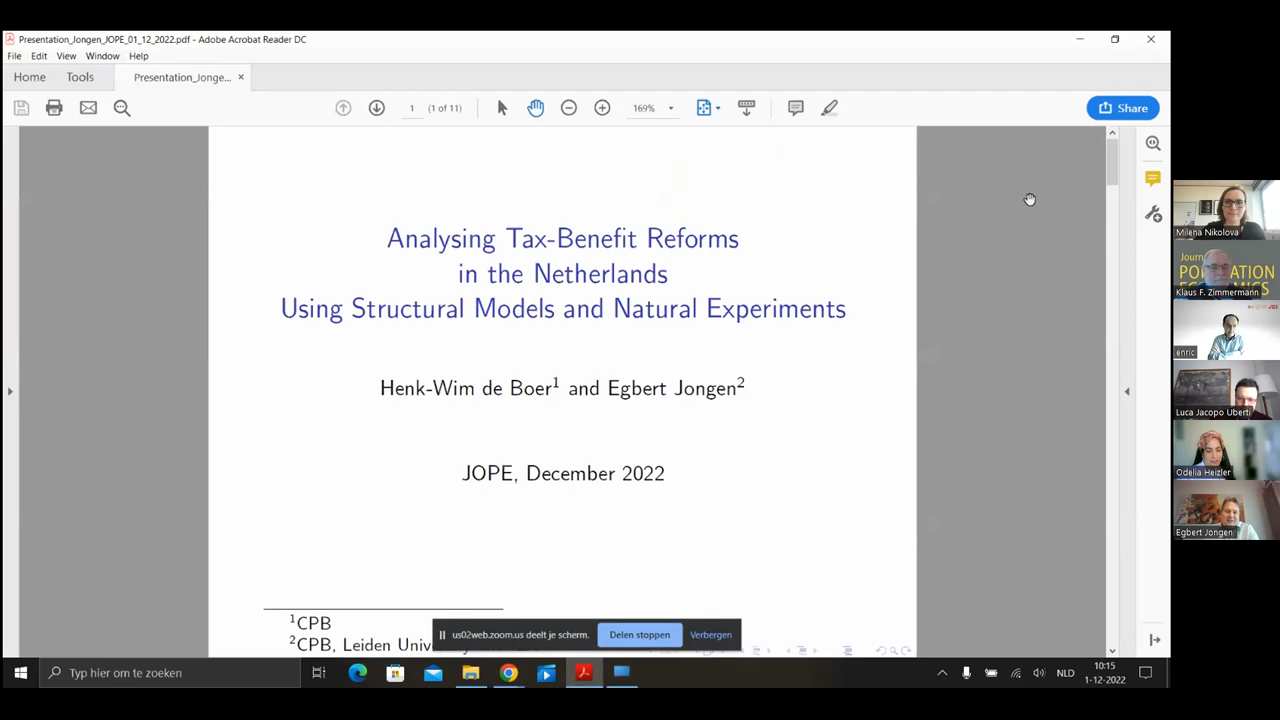 Presentation_Jongen_JOPE_01_12_2022.pdf - Adobe Acrobat Reader DC
File Edit View Window Help
Home Tools Presentation_Jonge... ×
1 (1 of 11) 169% Share
Analysing Tax-Benefit Reforms
in the Netherlands
Using Structural Models and Natural Experiments
Henk-Wim de Boer1 and Egbert Jongen2
JOPE, December 2022
1CPB
2CPB, Leiden Univer
us02web.zoom.us deelt je scherm. Delen stoppen Verbergen
Milena Nikolova
Journ
POPULATION
ECONOMICS
Klaus F. Zimmermann
enric
Luca Jacopo Uberti
Odelia Heizler
Egbert Jongen
Typ hier om te zoeken
NLD
10:15
1-12-2022